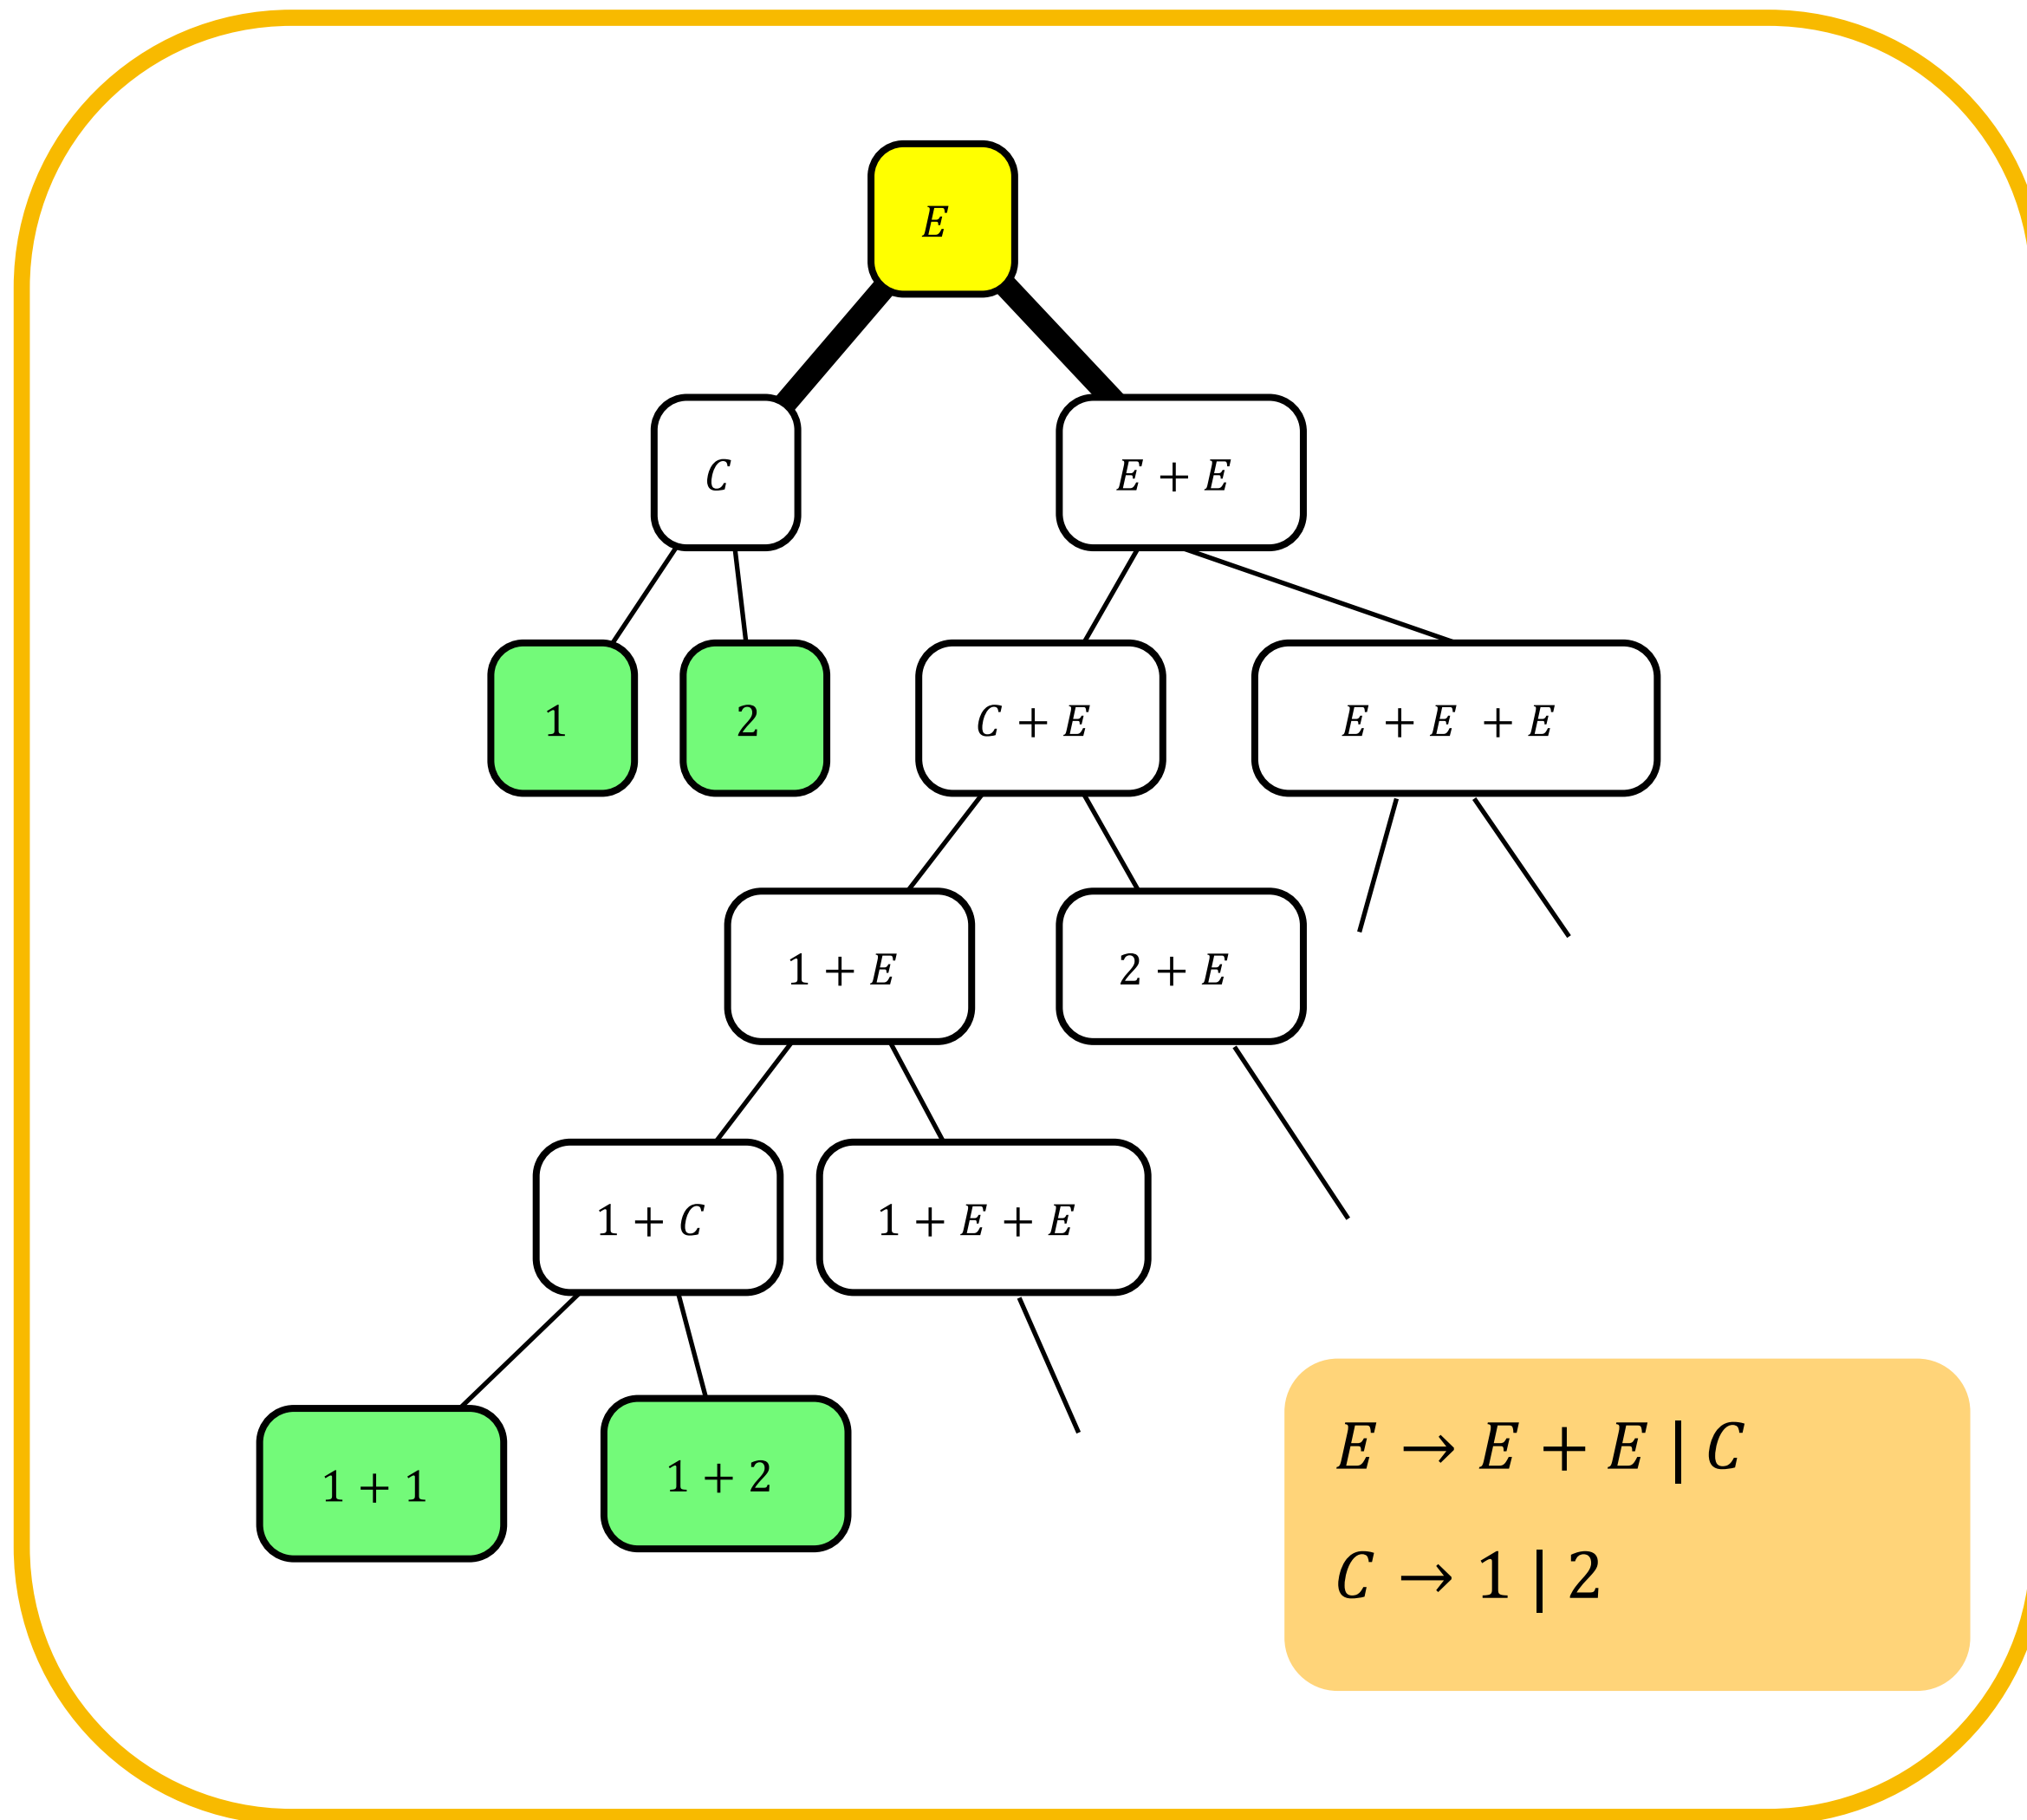 E
C
E + E
1
2
C + E
E + E + E
1 + E
2 + E
1 + C
1 + E + E
1 + 1
1 + 2
E → E + E | C
C → 1 | 2